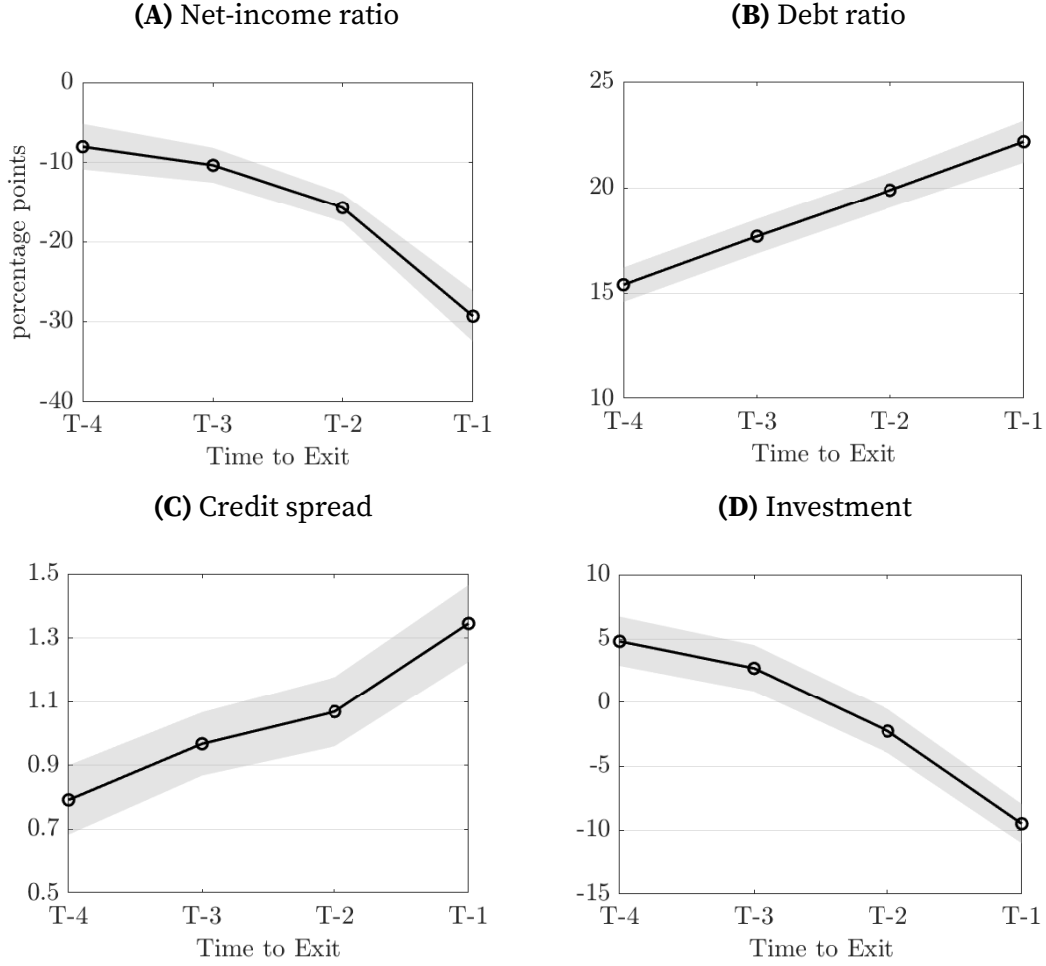 (A) Net-income ratio
0
-10
-20
-30
-40
percentage points
T-4 T-3 T-2 T-1
Time to Exit
(B) Debt ratio
25
20
15
10
T-4 T-3 T-2 T-1
Time to Exit
(C) Credit spread
1.5
1.3
1.1
0.9
0.7
0.5
T-4 T-3 T-2 T-1
Time to Exit
(D) Investment
10
5
0
-5
-10
-15
T-4 T-3 T-2 T-1
Time to Exit